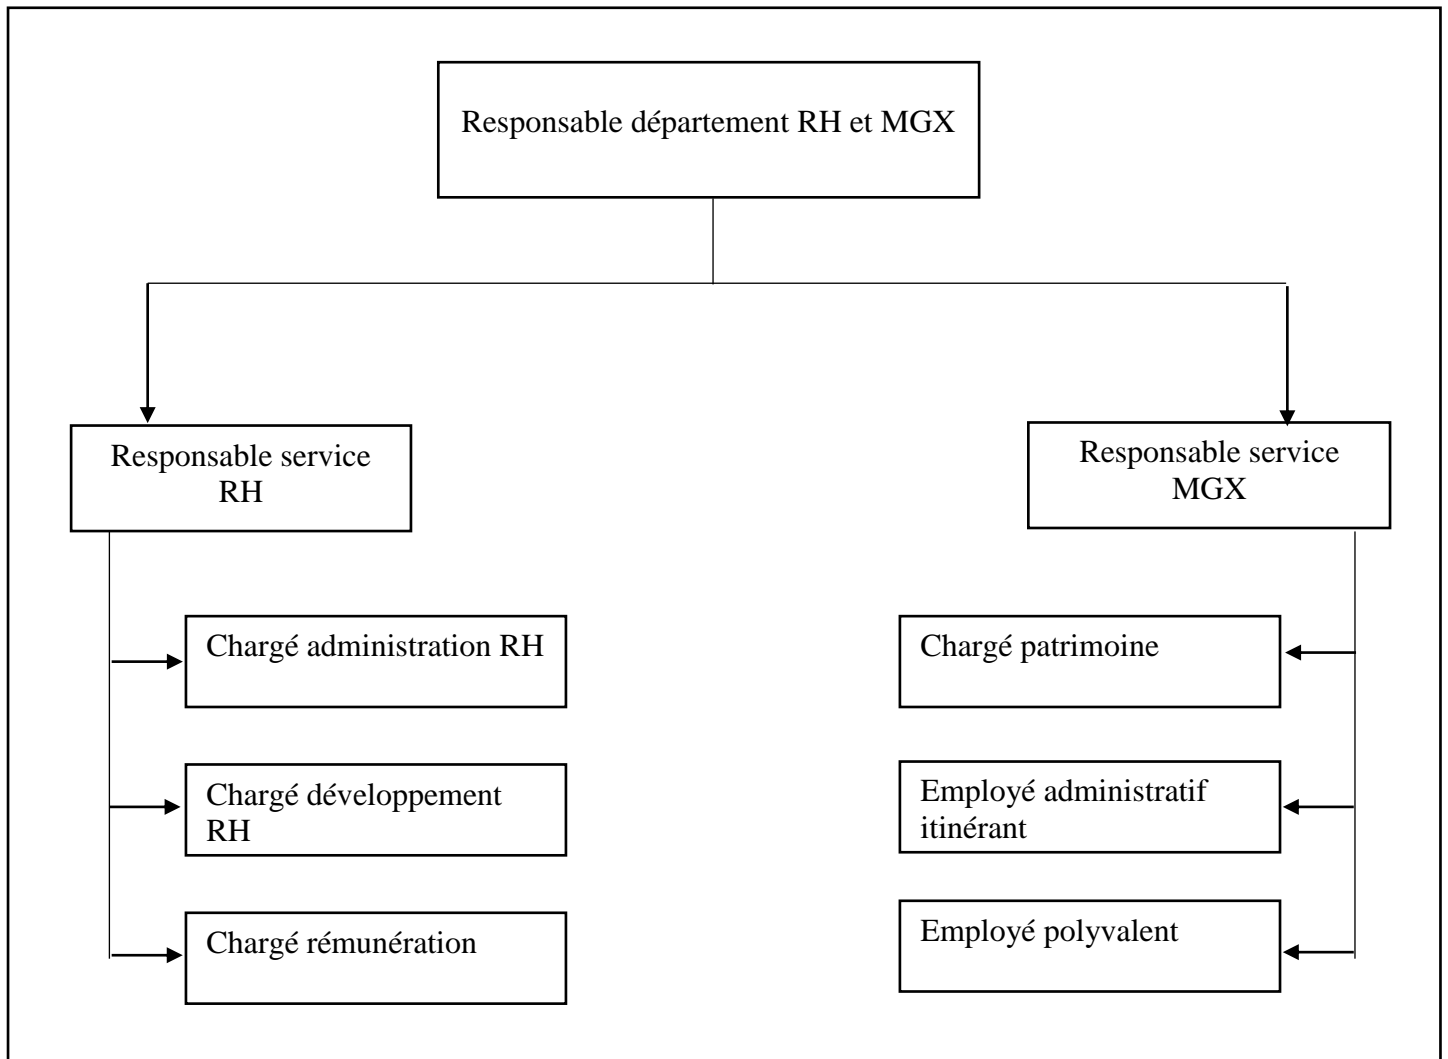 Responsable département RH et MGX
Responsable service
RH
Responsable service
MGX
Chargé administration RH
Chargé développement
RH
Chargé rémunération
Chargé patrimoine
Employé administratif
itinérant
Employé polyvalent